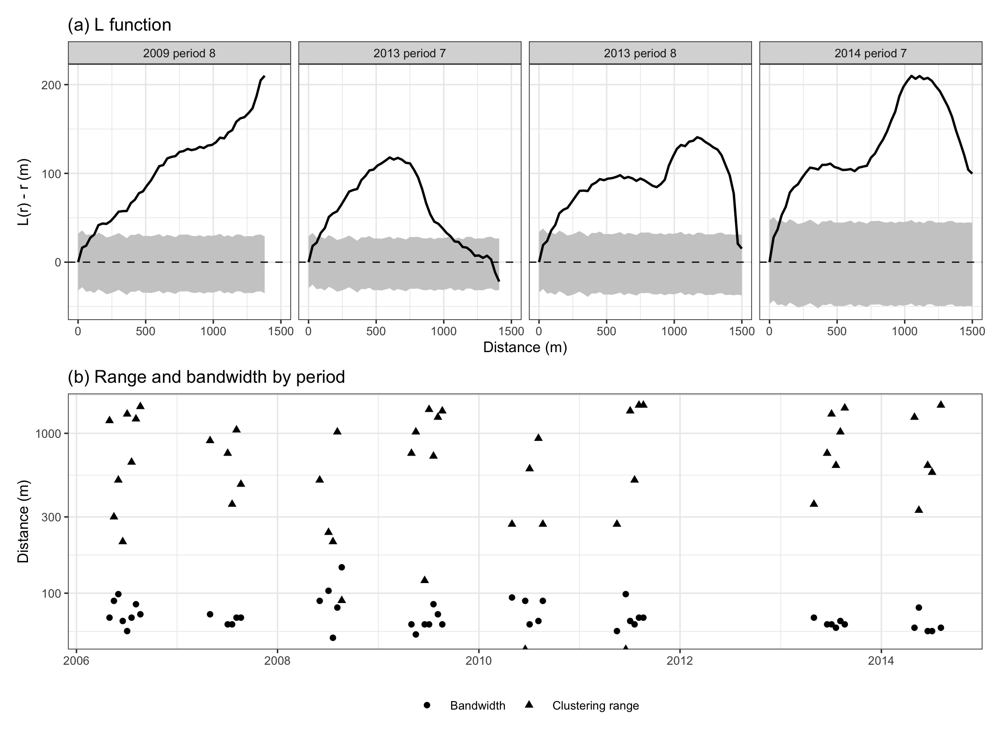 (a) L function
2009 period 8
2013 period 7
2013 period 8
2014 period 7
L(r) - r (m)
200
100
0
0 500 1000 1500
0 500 1000 1500
0 500 1000 1500
0 500 1000 1500
Distance (m)
(b) Range and bandwidth by period
Distance (m)
1000
300
100
2006 2008 2010 2012 2014
Bandwidth Clustering range